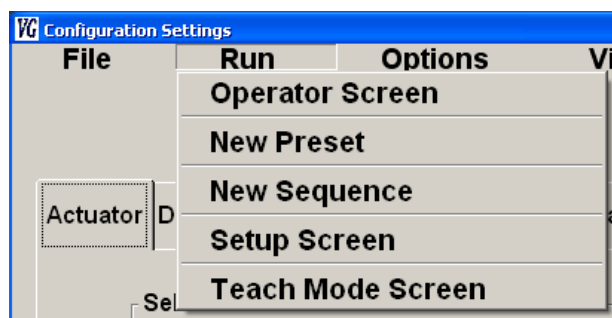 VG Configuration Settings
File Run Options
Operator Screen
New Preset
New Sequence
Actuator
Setup Screen
Teach Mode Screen